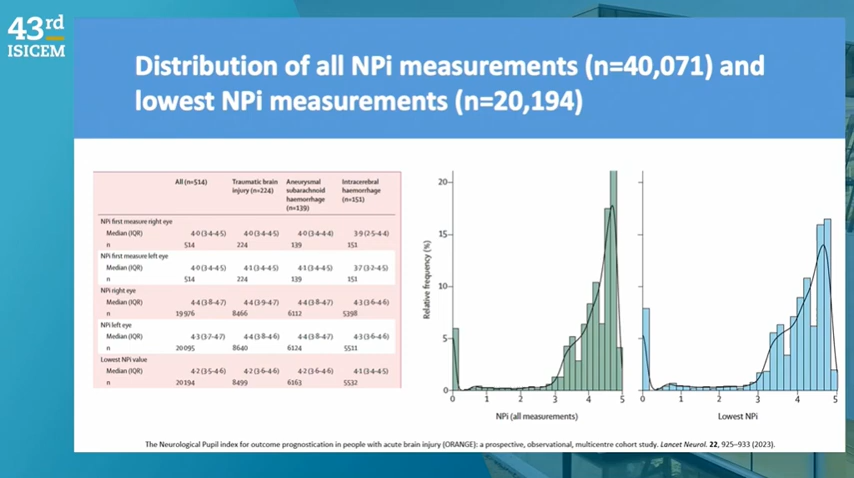 43rd
ISICEM
Distribution of all NPi measurements (n=40,071) and
lowest NPi measurements (n=20,194)
All (n=514) Traumatic brain Aneurysmal Intracerebral
injury (n=224) subarachnoid haemorrhage
haemorrhage (n=151)
(n=139)
NPi first measure right eye
Median (IQR) 4·0 (3·4-4·5) 4·0 (3·4-4·5) 4·0 (3·4-4·4) 3·9 (2·5-4·4)
n 514 224 139 151
NPi first measure left eye
Median (IQR) 4·0 (3·4-4·5) 4·1 (3·4-4·5) 4·1 (3·4-4·5) 3·7 (3·2-4·5)
n 514 224 139 151
NPi right eye
Median (IQR) 4·4 (3·8-4·7) 4·4 (3·9-4·7) 4·4 (3·8-4·7) 4·3 (3·6-4·6)
n 19 976 8466 6112 5398
NPi left eye
Median (IQR) 4·3 (3·7-4·7) 4·4 (3·8-4·6) 4·4 (3·8-4·7) 4·3 (3·6-4·6)
n 20 095 8640 6124 5511
Lowest NPi value
Median (IQR) 4·2 (3·5-4·6) 4·2 (3·6-4·6) 4·2 (3·6-4·6) 4·1 (3·4-4·5)
n 20 194 8499 6163 5532
Relative frequency (%)
20
15
10
5
0
0 1 2 3 4 5
NPi (all measurements)
0 1 2 3 4 5
Lowest NPi
The Neurological Pupil index for outcome prognostication in people with acute brain injury (ORANGE): a prospective, observational, multicentre cohort study. Lancet Neurol. 22, 925–933 (2023).